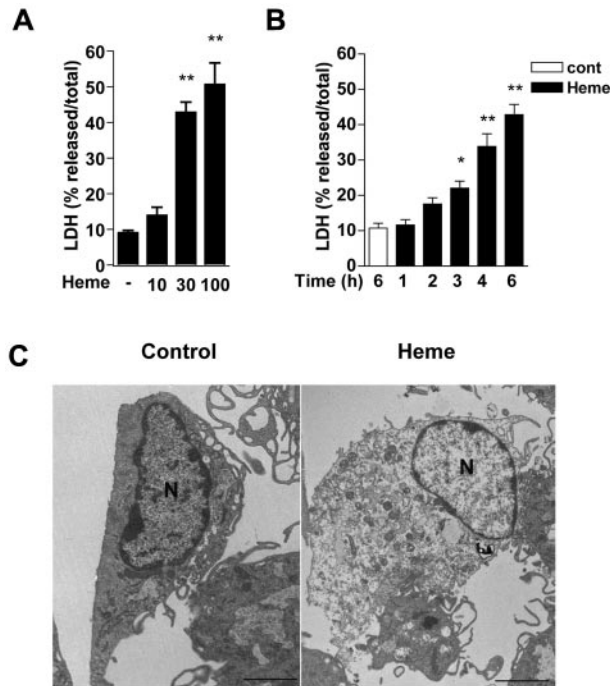 A
LDH (% released/total)
60
50
40
30
20
10
0
**
**
Heme - 10 30 100
B
LDH (% released/total)
60
50
40
30
20
10
0
cont
Heme
*
**
**
Time (h) 6 1 2 3 4 6
C
Control
Heme
N
N